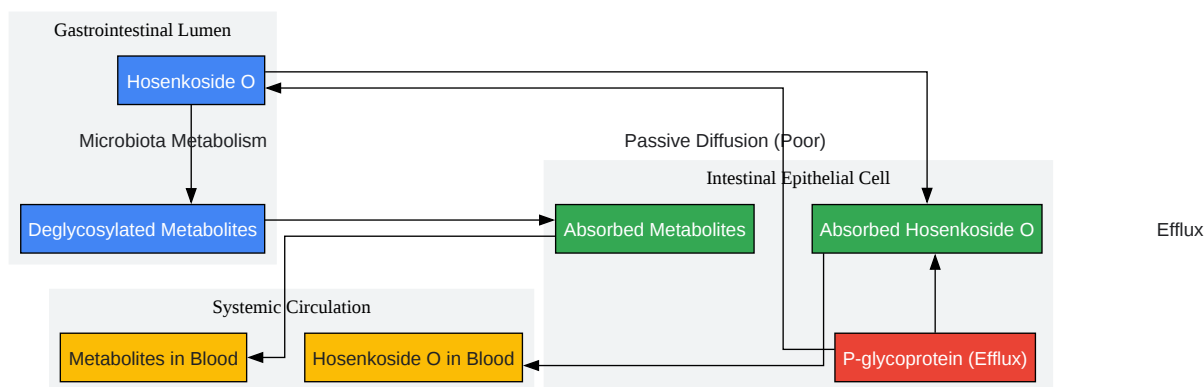 Gastrointestinal Lumen
Hosenkoside O
Microbiota Metabolism
Passive Diffusion (Poor)
Intestinal Epithelial Cell
Deglycosylated Metabolites
Absorbed Metabolites
Absorbed Hosenkoside O
Efflux
Systemic Circulation
Metabolites in Blood
Hosenkoside O in Blood
P-glycoprotein (Efflux)